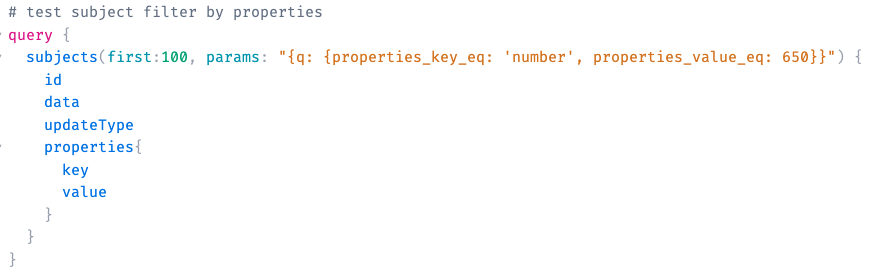 # test subject filter by properties
query {
  subjects(first:100, params: "{q: {properties_key_eq: 'number', properties_value_eq: 650}}") {
    id
    data
    updateType
    properties{
      key
      value
    }
  }
}